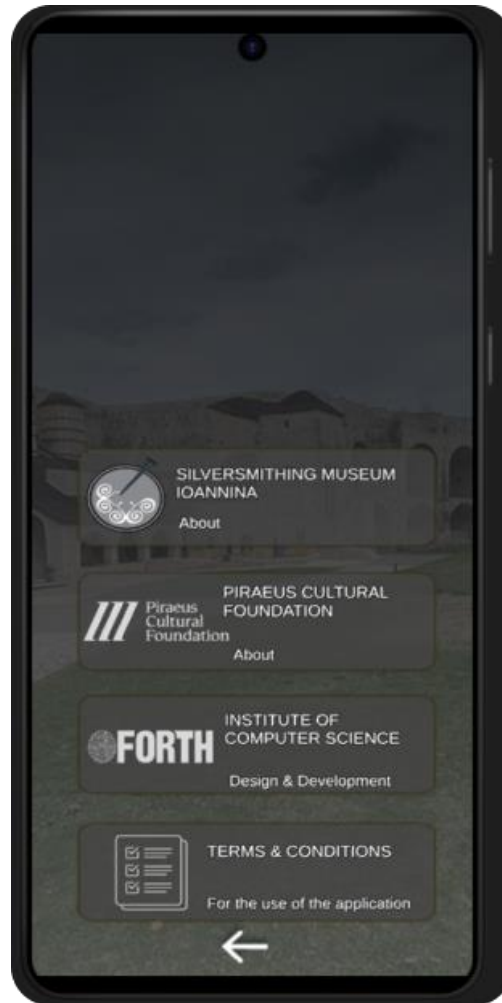 SILVERSMITHING MUSEUM
IOANNINA
About
Piraeus
Cultural
Foundation
PIRAEUS CULTURAL
FOUNDATION
About
FORTH
INSTITUTE OF
COMPUTER SCIENCE
Design & Development
TERMS & CONDITIONS
For the use of the application